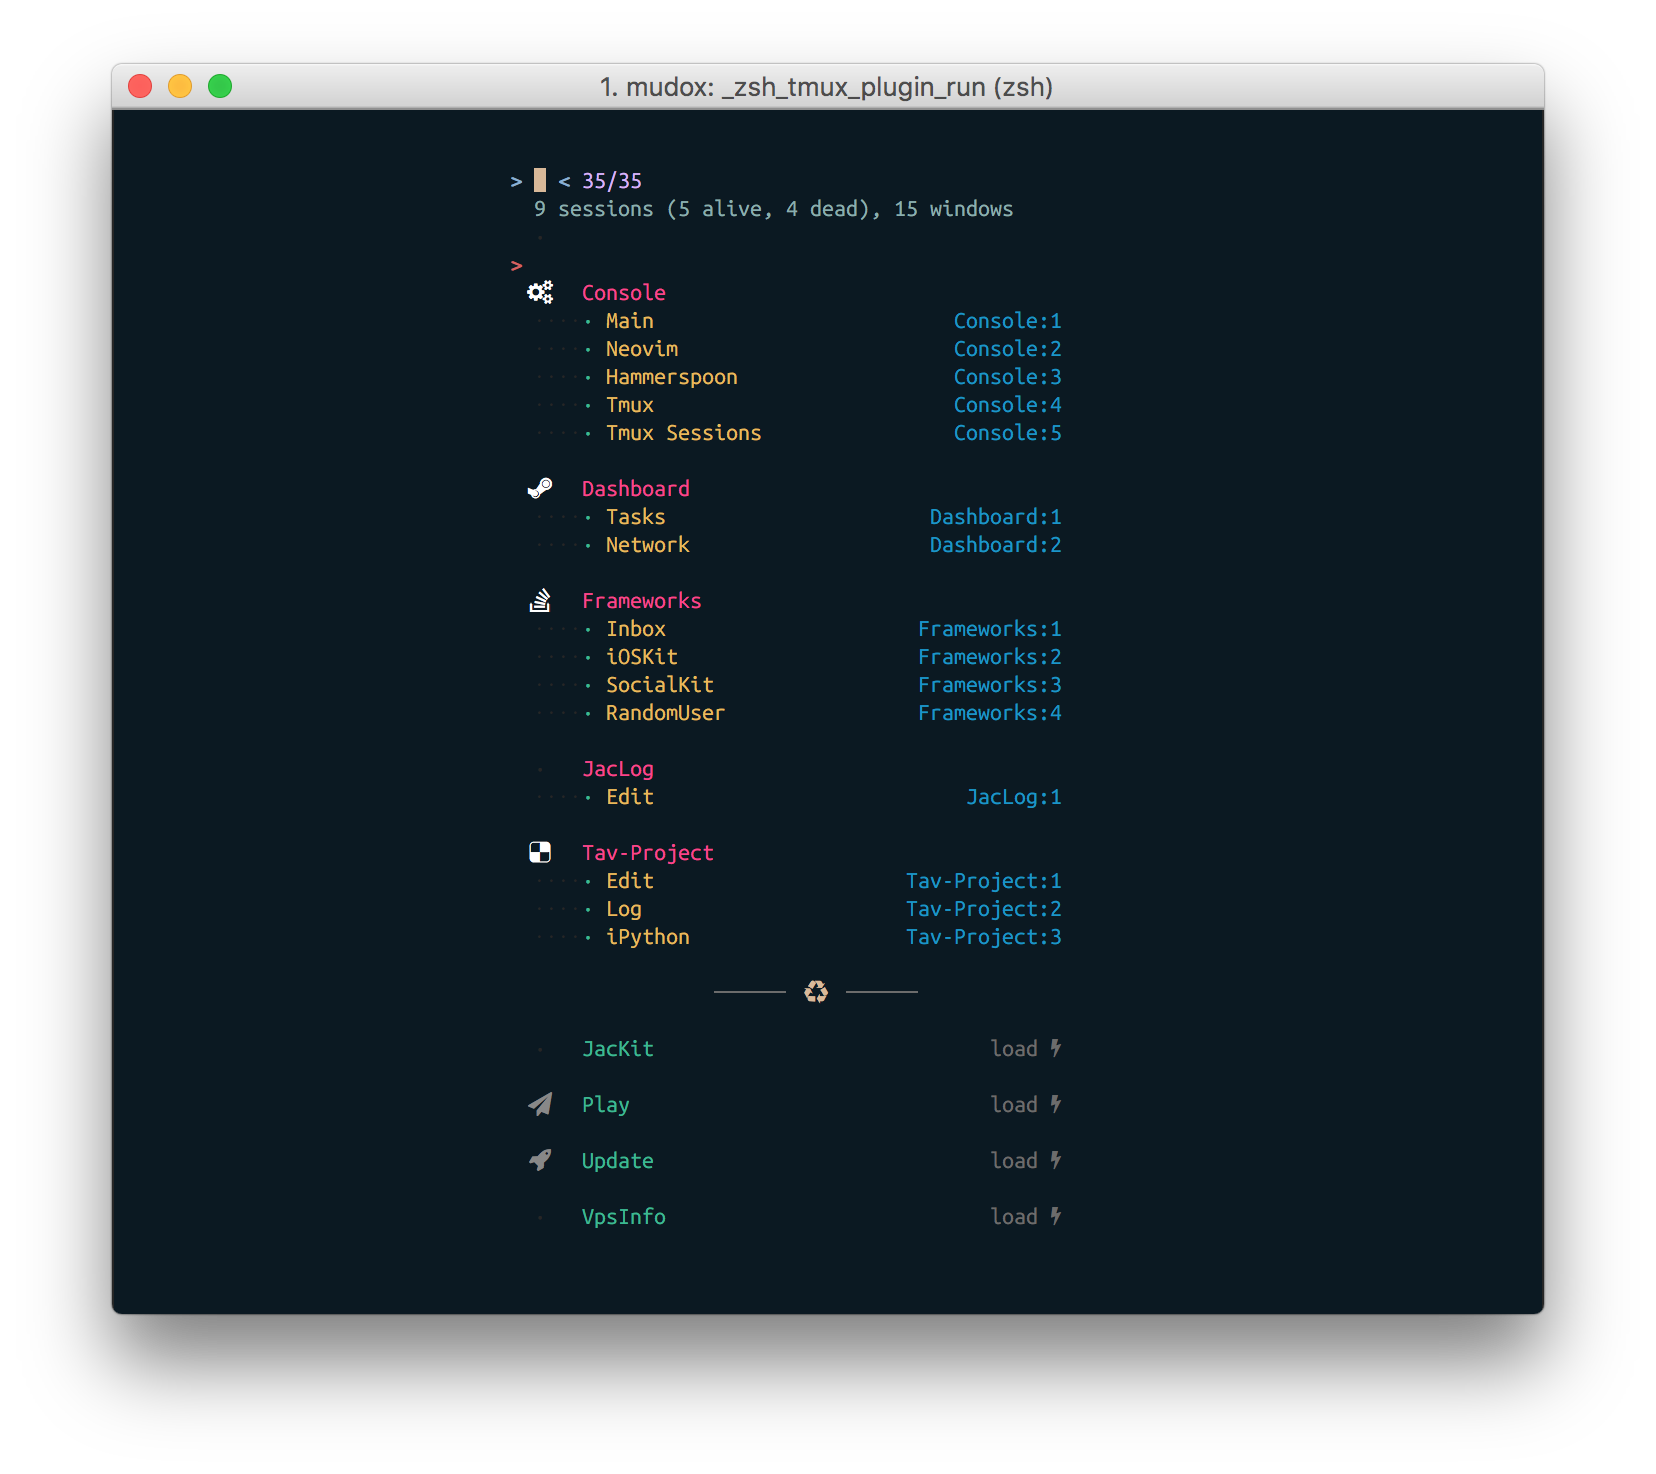 1. mudox: _zsh_tmux_plugin_run (zsh)
> < 35/35
9 sessions (5 alive, 4 dead), 15 windows
>
Console
· Main Console:1
· Neovim Console:2
· Hammerspoon Console:3
· Tmux Console:4
· Tmux Sessions Console:5
Dashboard
· Tasks Dashboard:1
· Network Dashboard:2
Frameworks
· Inbox Frameworks:1
· iOSKit Frameworks:2
· SocialKit Frameworks:3
· RandomUser Frameworks:4
JacLog
· Edit JacLog:1
Tav-Project
· Edit Tav-Project:1
· Log Tav-Project:2
· iPython Tav-Project:3
JacKit load
Play load
Update load
VpsInfo load